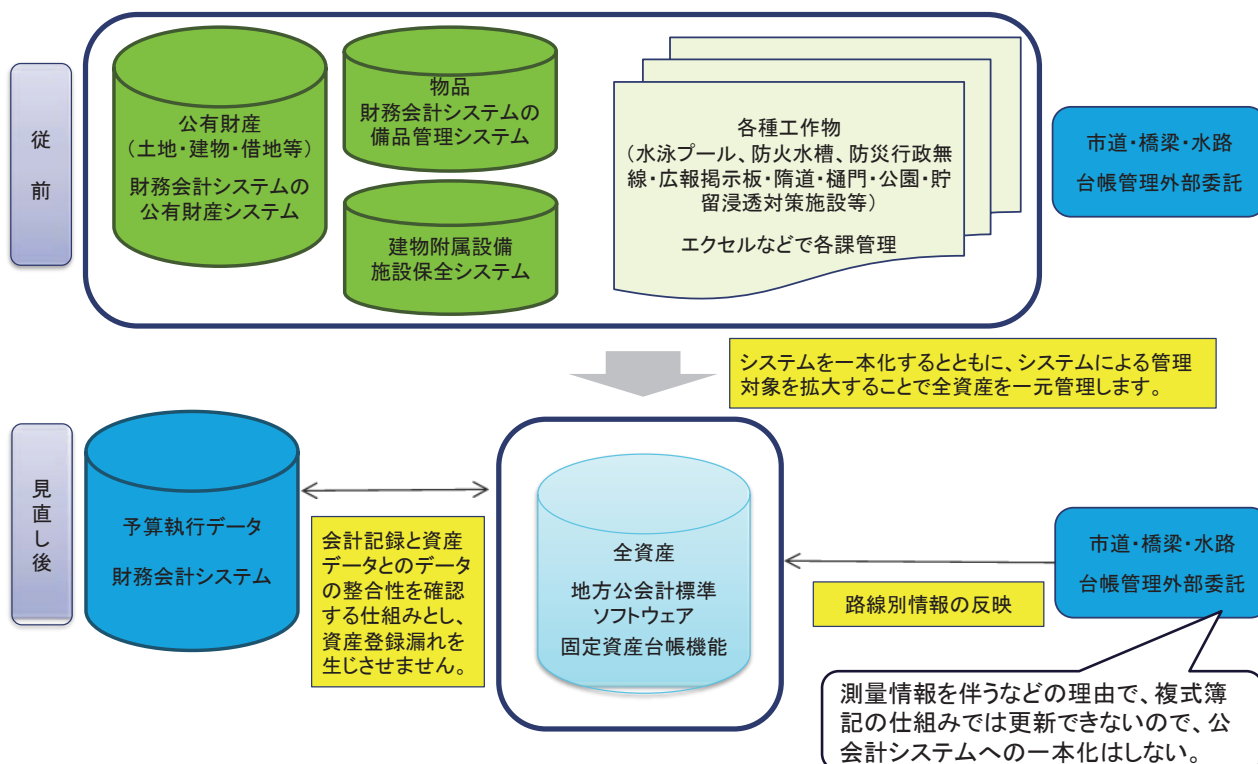 従前
公有財産
（土地・建物・借地等）
財務会計システムの
公有財産システム
物品
財務会計システムの
備品管理システム
建物附属設備
施設保全システム
各種工作物
（水泳プール、防火水槽、防災行政無
線・広報掲示板・隋道・樋門・公園・貯
留浸透対策施設等）
エクセルなどで各課管理
市道・橋梁・水路
台帳管理外部委託
システムを一本化するとともに、システムによる管理
対象を拡大することで全資産を一元管理します。
見直し後
予算執行データ
財務会計システム
会計記録と資産
データとのデータ
の整合性を確認
する仕組みとし、
資産登録漏れを
生じさせません。
全資産
地方公会計標準
ソフトウェア
固定資産台帳機能
路線別情報の反映
市道・橋梁・水路
台帳管理外部委託
測量情報を伴うなどの理由で、複式簿
記の仕組みでは更新できないので、公
会計システムへの一本化はしない。